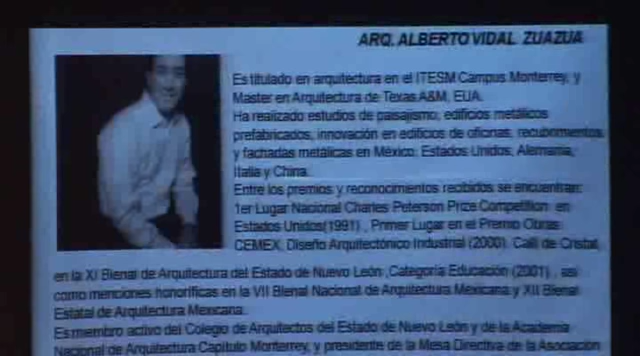 ARQ. ALBERTO VIDAL ZUAZUA
Es titulado en arquitectura en el ITESM Campus Monterrey, y
Master en Arquitectura de Texas A&M, EUA.
Ha realizado estudios de paisajismo, edificios metálicos
prefabricados, innovación en edificios de oficinas, recubrimientos
y fachadas metálicas en México, Estados Unidos, Alemania,
Italia y China.
Entre los premios y reconocimientos recibidos se encuentran:
1er Lugar Nacional Charles Peterson Prize Competition en
Estados Unidos(1991) , Primer Lugar en el Premio Obras
CEMEX, Diseño Arquitectónico Industrial (2000), Calli de Cristal,
en la XI Bienal de Arquitectura del Estado de Nuevo León ,Categoría Educación (2001) , así
como menciones honoríficas en la VII Bienal Nacional de Arquitectura Mexicana y XII Bienal
Estatal de Arquitectura Mexicana.
Es miembro activo del Colegio de Arquitectos del Estado de Nuevo León y de la Academia
Nacional de Arquitectura Capítulo Monterrey, y presidente de la Mesa Directiva de la Asociación